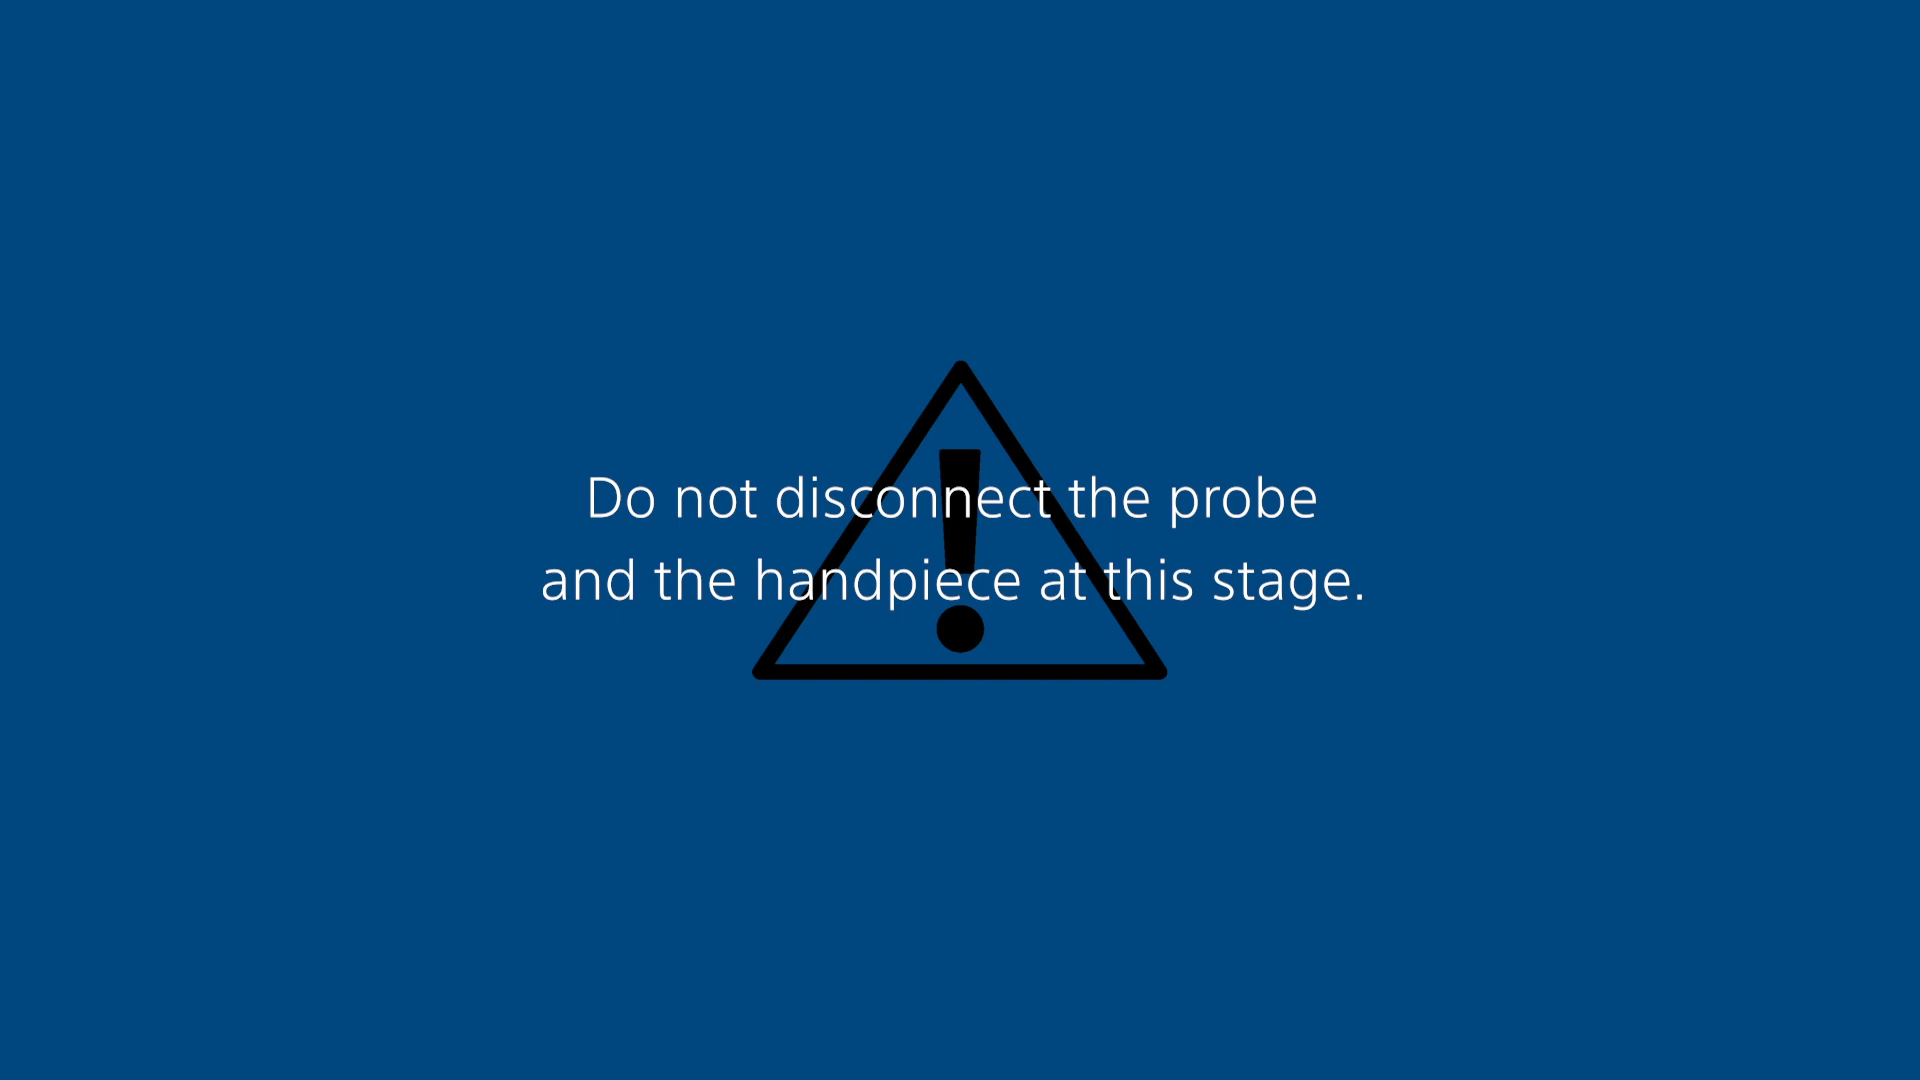 Do not disconnect the probe
and the handpiece at this stage.